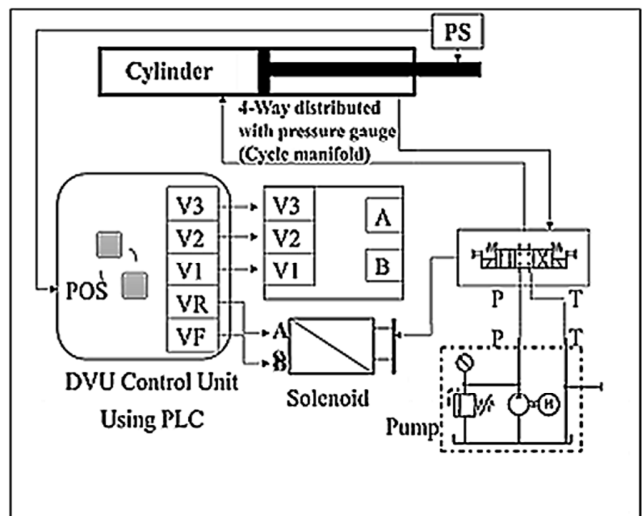 PS
Cylinder
4-Way distributed
with pressure gauge
(Cycle manifold)
V3
V2
V1
VR
VF
POS
V3
V2
V1
A
B
A
B
P T
P T
DVU Control Unit
Using PLC
Solenoid
Pump